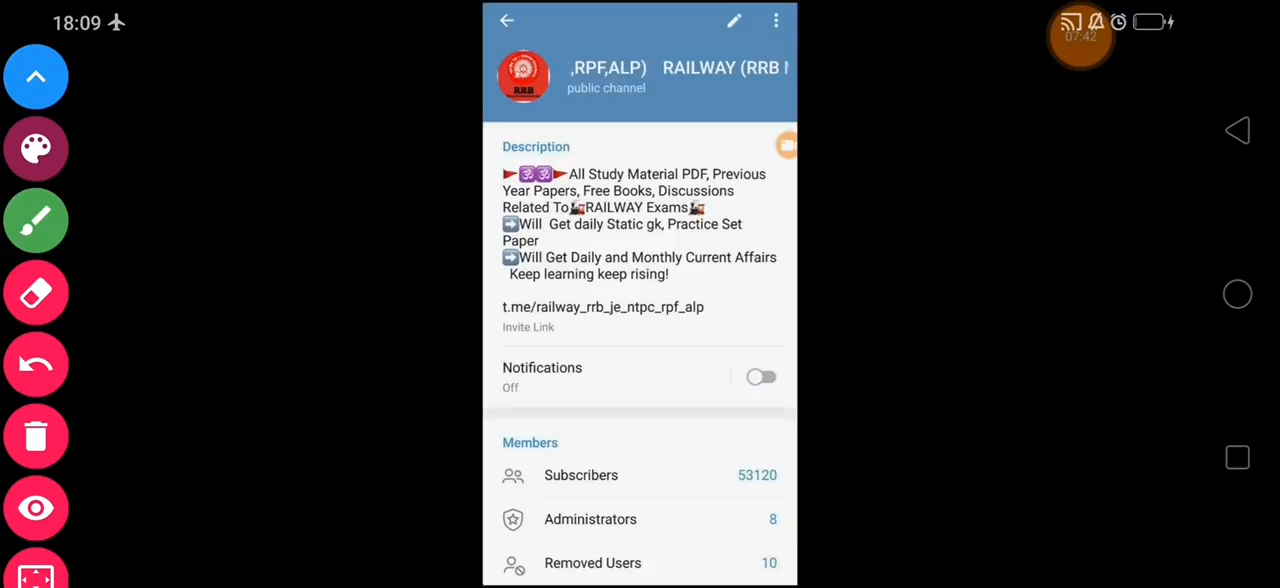 18:09
07:42
,RPF,ALP) RAILWAY (RRB
public channel
RRB
Description
🚩🕉🕉🚩All Study Material PDF, Previous
Year Papers, Free Books, Discussions
Related To🚂RAILWAY Exams🚂
➡️Will Get daily Static gk, Practice Set
Paper
➡️Will Get Daily and Monthly Current Affairs
Keep learning keep rising!
t.me/railway_rrb_je_ntpc_rpf_alp
Invite Link
Notifications
Off
Members
Subscribers 53120
Administrators 8
Removed Users 10